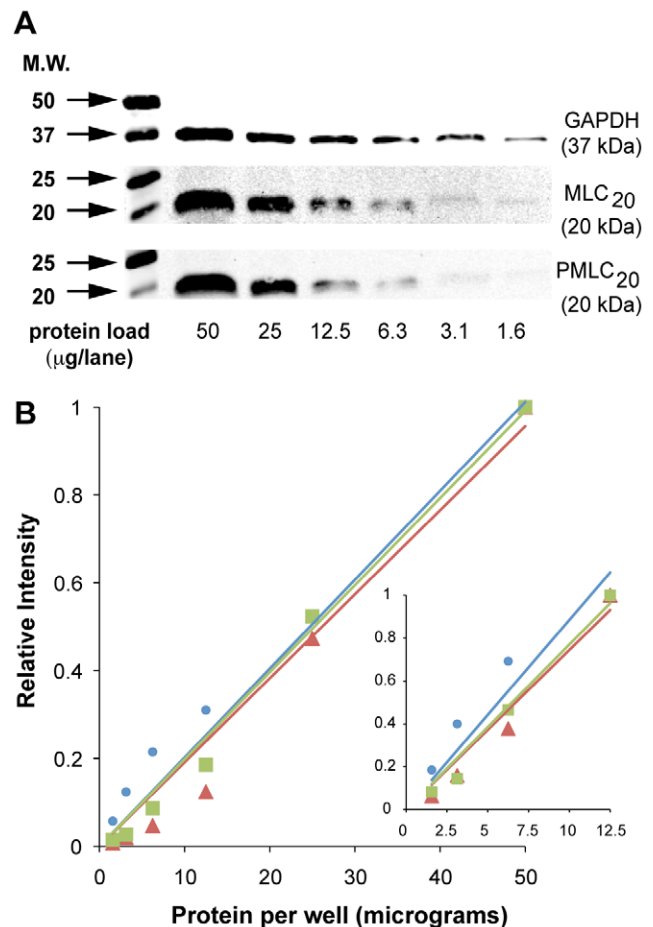 A
M.W.
50
37
25
20
25
20
GAPDH
(37 kDa)
MLC20
(20 kDa)
PMLC20
(20 kDa)
protein load
(μg/lane)
50 25 12.5 6.3 3.1 1.6
B
Relative Intensity
1
0.8
0.6
0.4
0.2
0
0 10 20 30 40 50
Protein per well (micrograms)
1
0.8
0.6
0.4
0.2
0
0 2.5 5 7.5 10 12.5